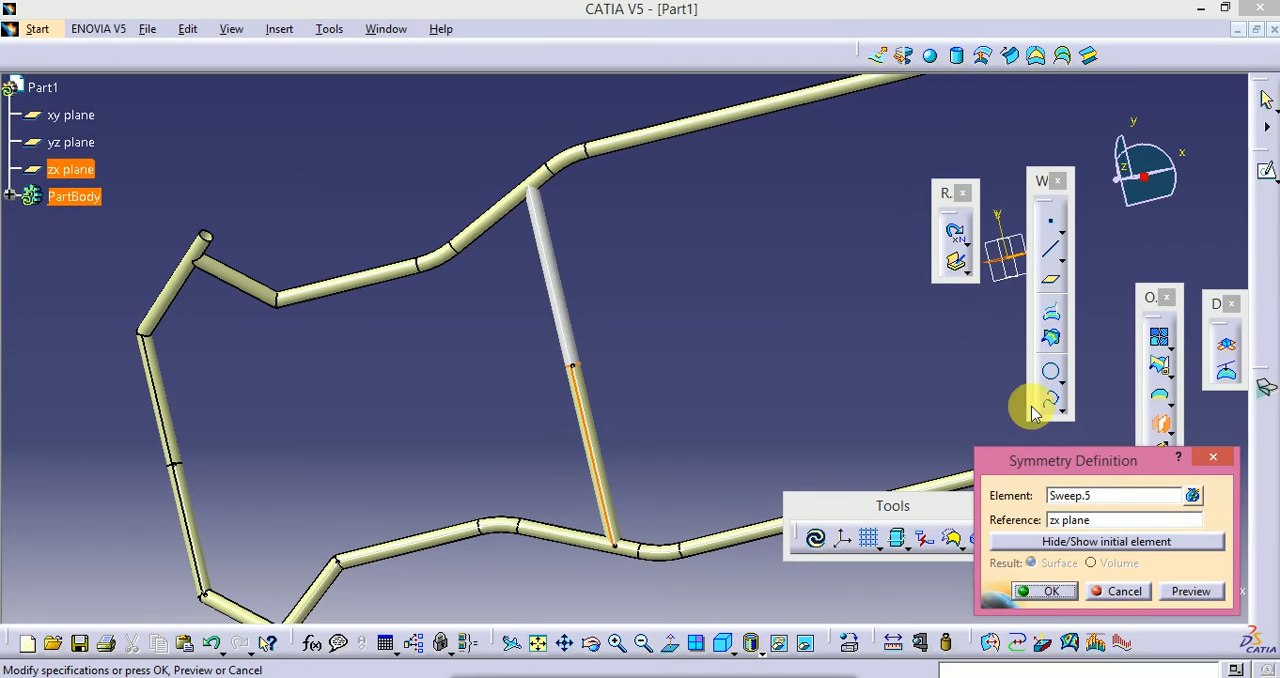 CATIA V5 - [Part1]
Start ENOVIA V5 File Edit View Insert Tools Window Help
Part1
xy plane
yz plane
zx plane
PartBody
y
x
z
R.
W
y
O.
D
Tools
Symmetry Definition
?
Element: Sweep.5
Reference: zx plane
Hide/Show initial element
Result: Surface Volume
OK Cancel Preview
f(x)
CATIA
Modify specifications or press OK, Preview or Cancel